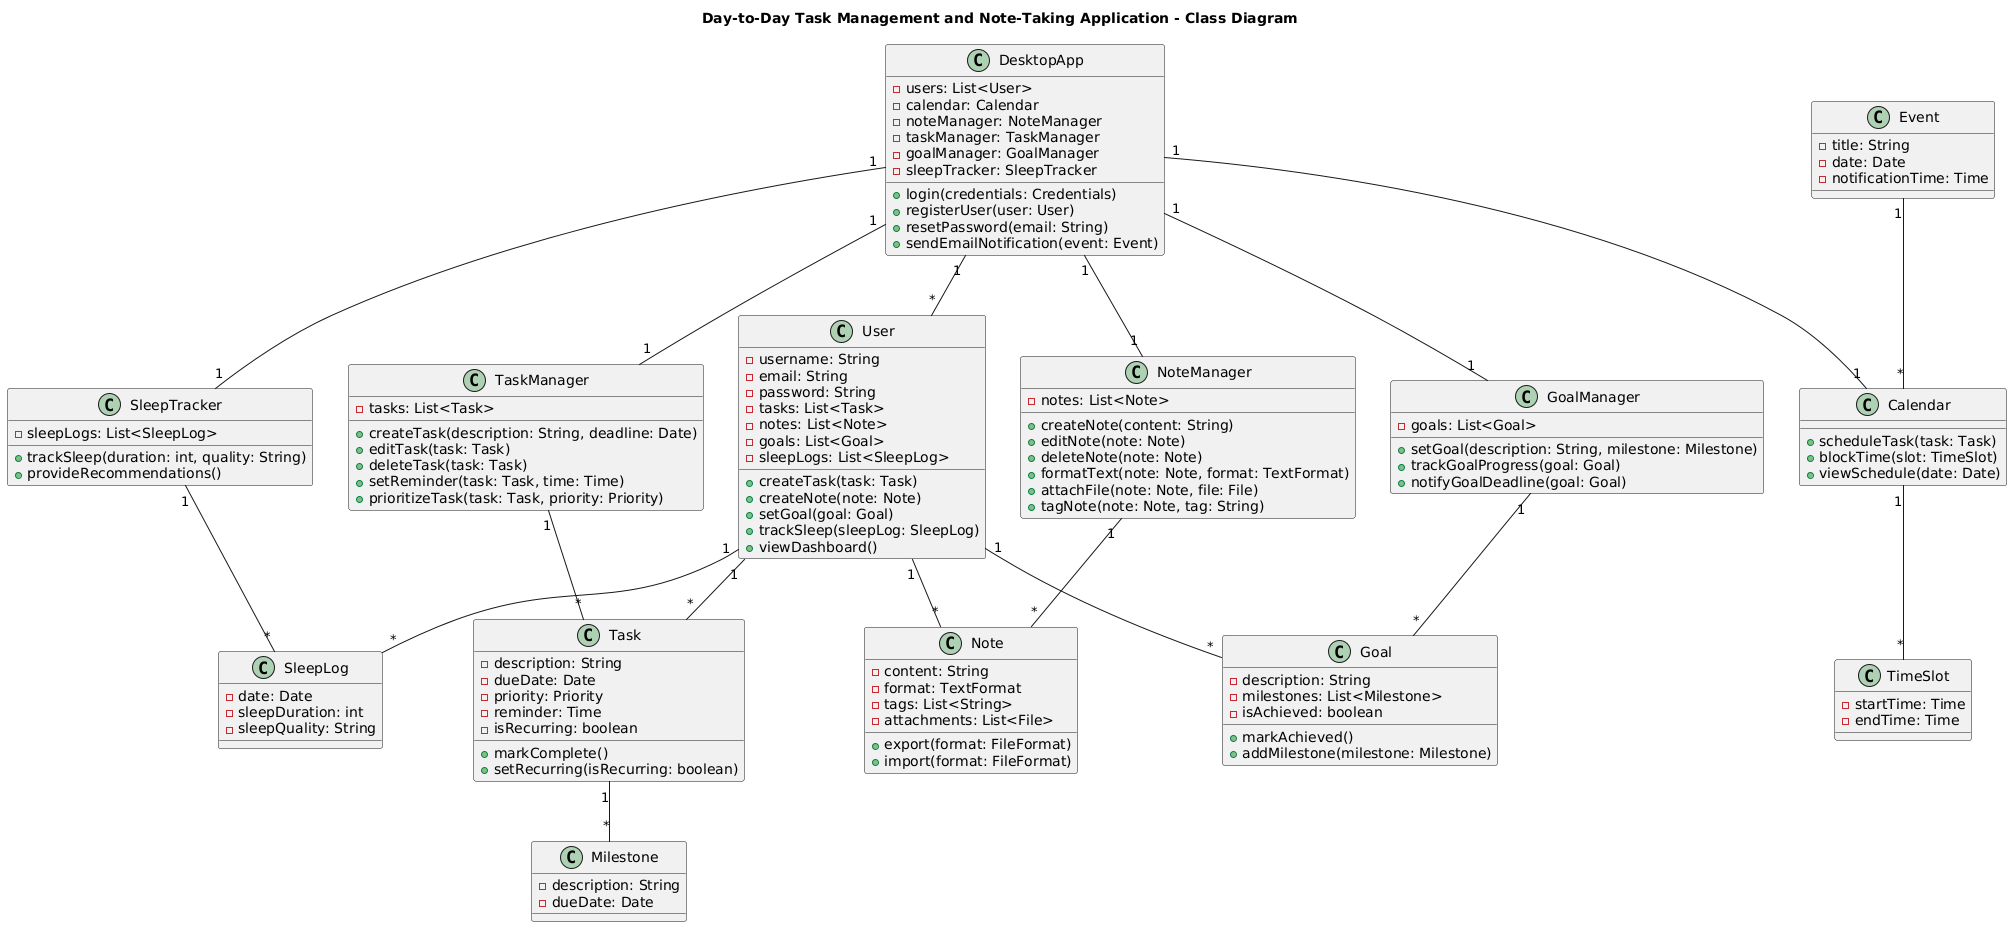 Day-to-Day Task Management and Note-Taking Application - Class Diagram
C DesktopApp
users: List<User>
calendar: Calendar
noteManager: NoteManager
taskManager: TaskManager
goalManager: GoalManager
sleepTracker: SleepTracker
login(credentials: Credentials)
registerUser(user: User)
resetPassword(email: String)
sendEmailNotification(event: Event)
C Event
title: String
date: Date
notificationTime: Time
1
1
1
1
1
1
1
*
1
1
1
1
1
*
C SleepTracker
sleepLogs: List<SleepLog>
trackSleep(duration: int, quality: String)
provideRecommendations()
C TaskManager
tasks: List<Task>
createTask(description: String, deadline: Date)
editTask(task: Task)
deleteTask(task: Task)
setReminder(task: Task, time: Time)
prioritizeTask(task: Task, priority: Priority)
C User
username: String
email: String
password: String
tasks: List<Task>
notes: List<Note>
goals: List<Goal>
sleepLogs: List<SleepLog>
createTask(task: Task)
createNote(note: Note)
setGoal(goal: Goal)
trackSleep(sleepLog: SleepLog)
viewDashboard()
C NoteManager
notes: List<Note>
createNote(content: String)
editNote(note: Note)
deleteNote(note: Note)
formatText(note: Note, format: TextFormat)
attachFile(note: Note, file: File)
tagNote(note: Note, tag: String)
C GoalManager
goals: List<Goal>
setGoal(description: String, milestone: Milestone)
trackGoalProgress(goal: Goal)
notifyGoalDeadline(goal: Goal)
C Calendar
scheduleTask(task: Task)
blockTime(slot: TimeSlot)
viewSchedule(date: Date)
1
1
1
1
1
1
1
1
1
*
*
*
*
*
*
*
*
*
C SleepLog
date: Date
sleepDuration: int
sleepQuality: String
C Task
description: String
dueDate: Date
priority: Priority
reminder: Time
isRecurring: boolean
markComplete()
setRecurring(isRecurring: boolean)
C Note
content: String
format: TextFormat
tags: List<String>
attachments: List<File>
export(format: FileFormat)
import(format: FileFormat)
C Goal
description: String
milestones: List<Milestone>
isAchieved: boolean
markAchieved()
addMilestone(milestone: Milestone)
C TimeSlot
startTime: Time
endTime: Time
1
*
C Milestone
description: String
dueDate: Date